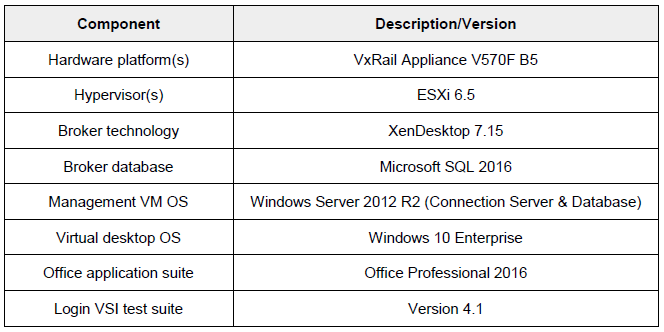 Component Description/Version
Hardware platform(s) VxRail Appliance V570F B5
Hypervisor(s) ESXi 6.5
Broker technology XenDesktop 7.15
Broker database Microsoft SQL 2016
Management VM OS Windows Server 2012 R2 (Connection Server & Database)
Virtual desktop OS Windows 10 Enterprise
Office application suite Office Professional 2016
Login VSI test suite Version 4.1